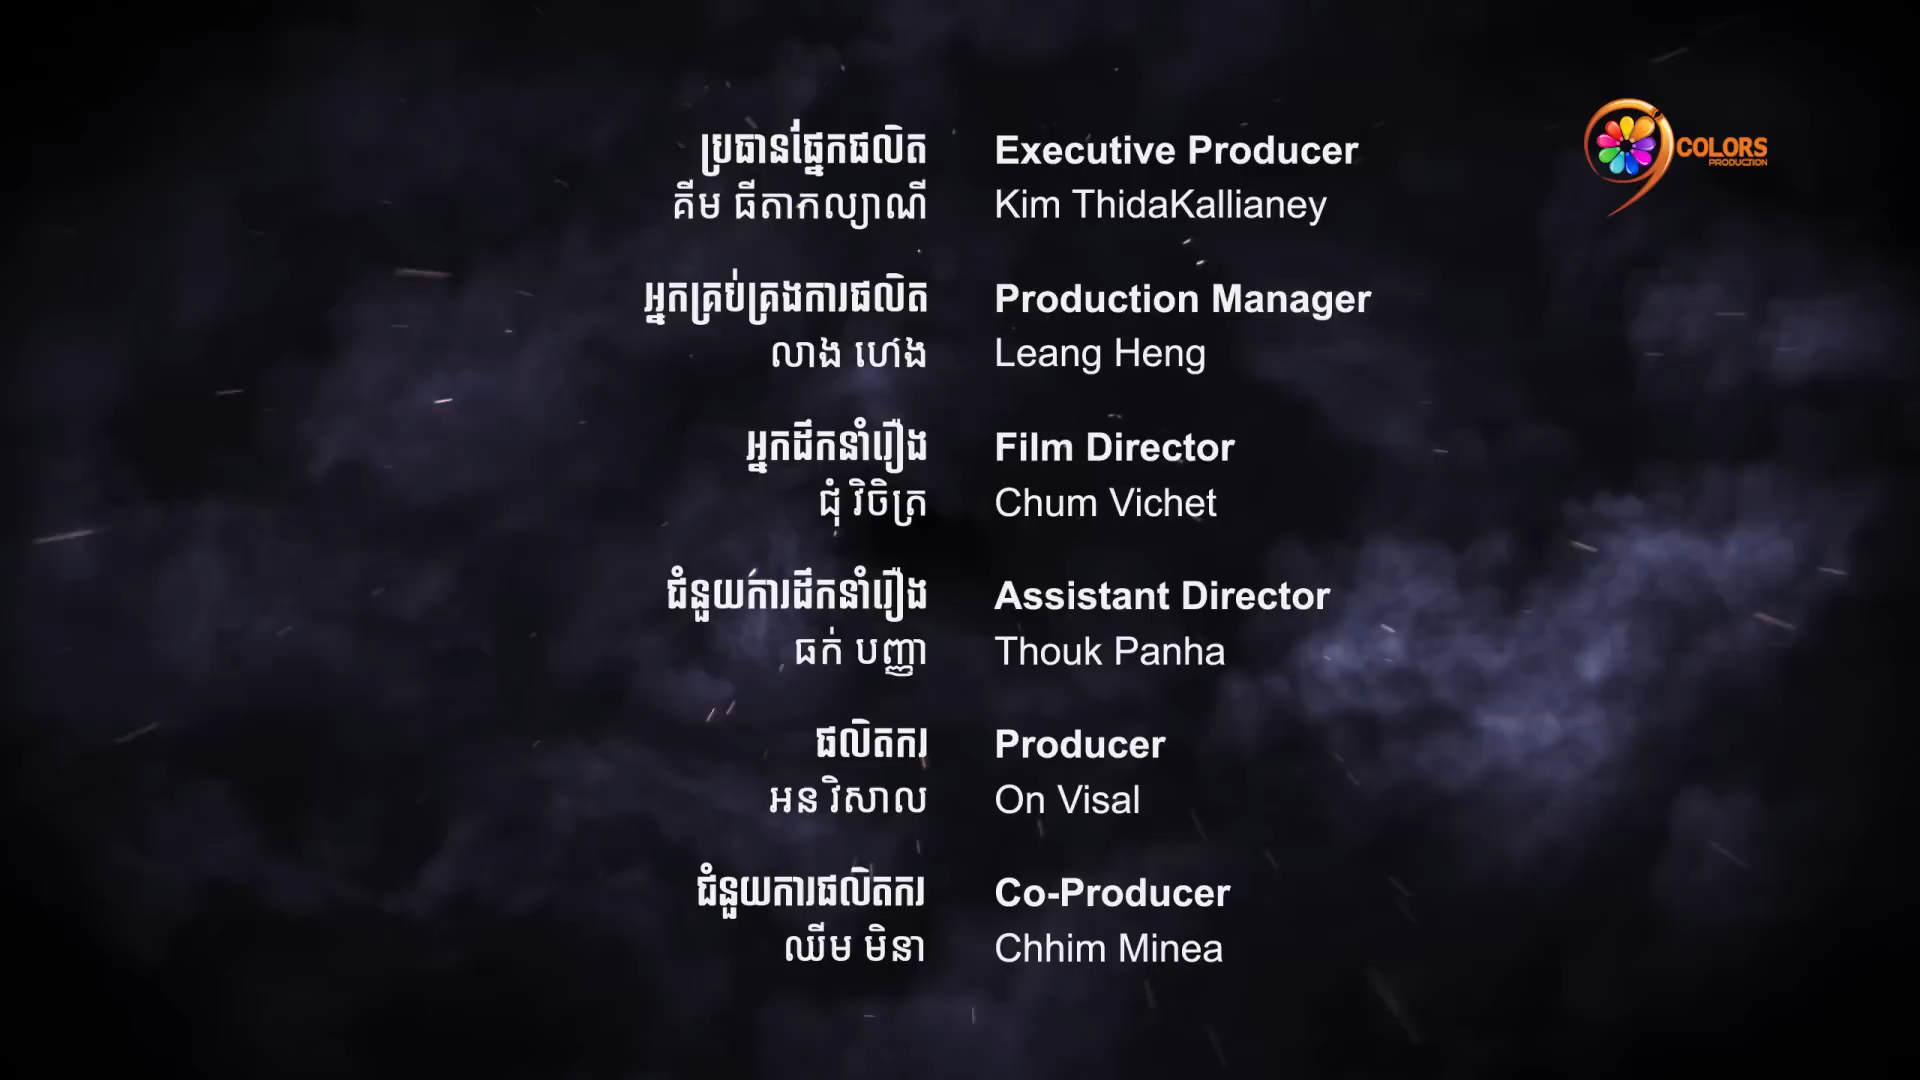 ប្រធានផ្នែកផលិត Executive Producer
គីម ធីតាកល្យាណី Kim ThidaKallianey
អ្នកគ្រប់គ្រងការផលិត Production Manager
លាង ហេង Leang Heng
អ្នកដឹកនាំរឿង Film Director
ជុំ វិចិត្រ Chum Vichet
ជំនួយការដឹកនាំរឿង Assistant Director
ធក់ បញ្ញា Thouk Panha
ផលិតករ Producer
អន វិសាល On Visal
ជំនួយការផលិតករ Co-Producer
ឈីម មិនា Chhim Minea
9 COLORS
PRODUCTION